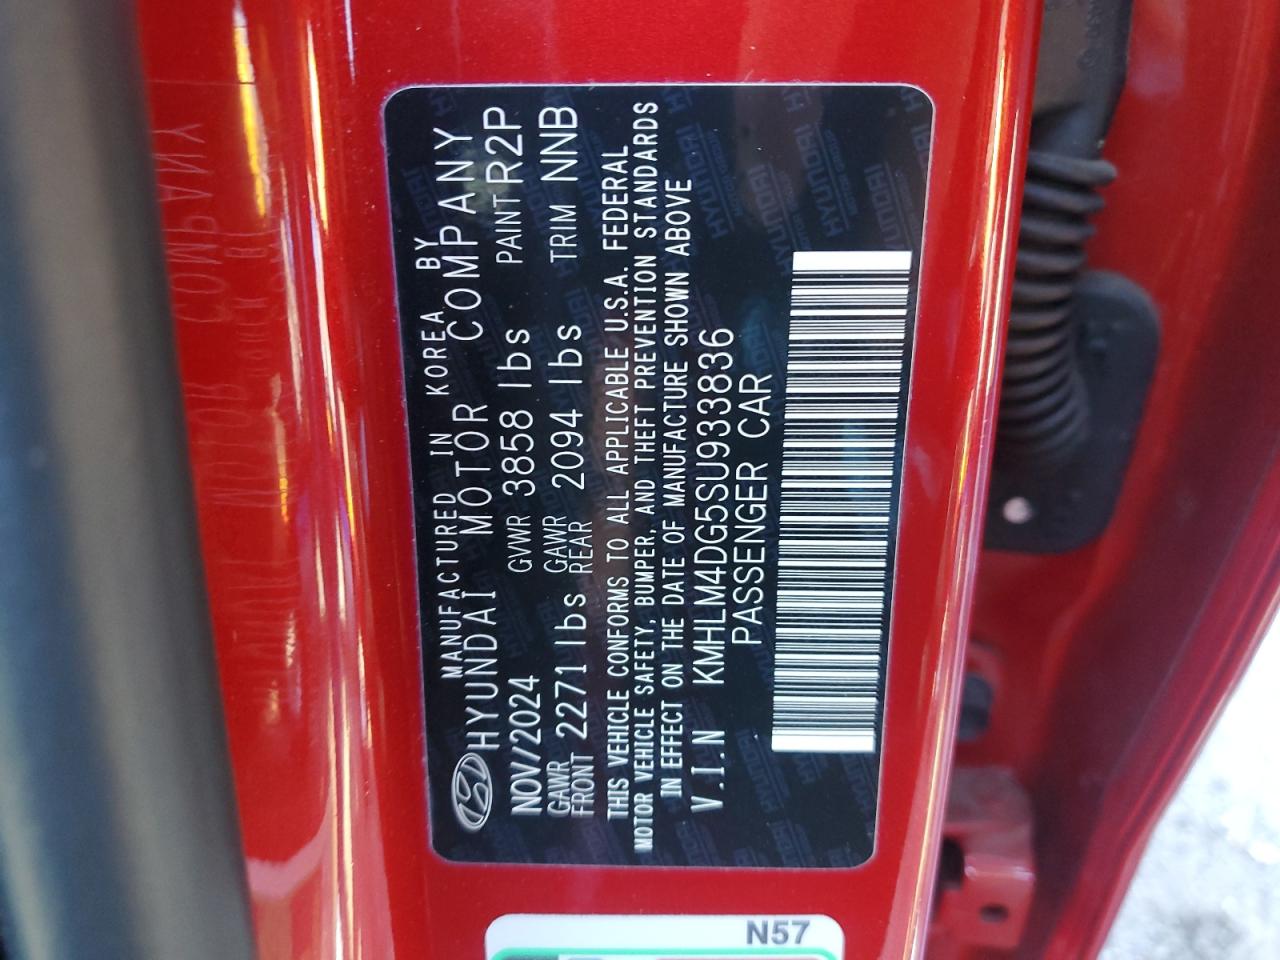 MANUFACTURED IN KOREA BY
HYUNDAI MOTOR COMPANY
NOV/2024 GVWR 3858 lbs PAINT R2P
GAWR FRONT 2271 lbs GAWR REAR 2094 lbs TRIM NNB
THIS VEHICLE CONFORMS TO ALL APPLICABLE U.S.A. FEDERAL
MOTOR VEHICLE SAFETY, BUMPER, AND THEFT PREVENTION STANDARDS
IN EFFECT ON THE DATE OF MANUFACTURE SHOWN ABOVE
V.I.N KMHLM4DG5SU933836
PASSENGER CAR
N57